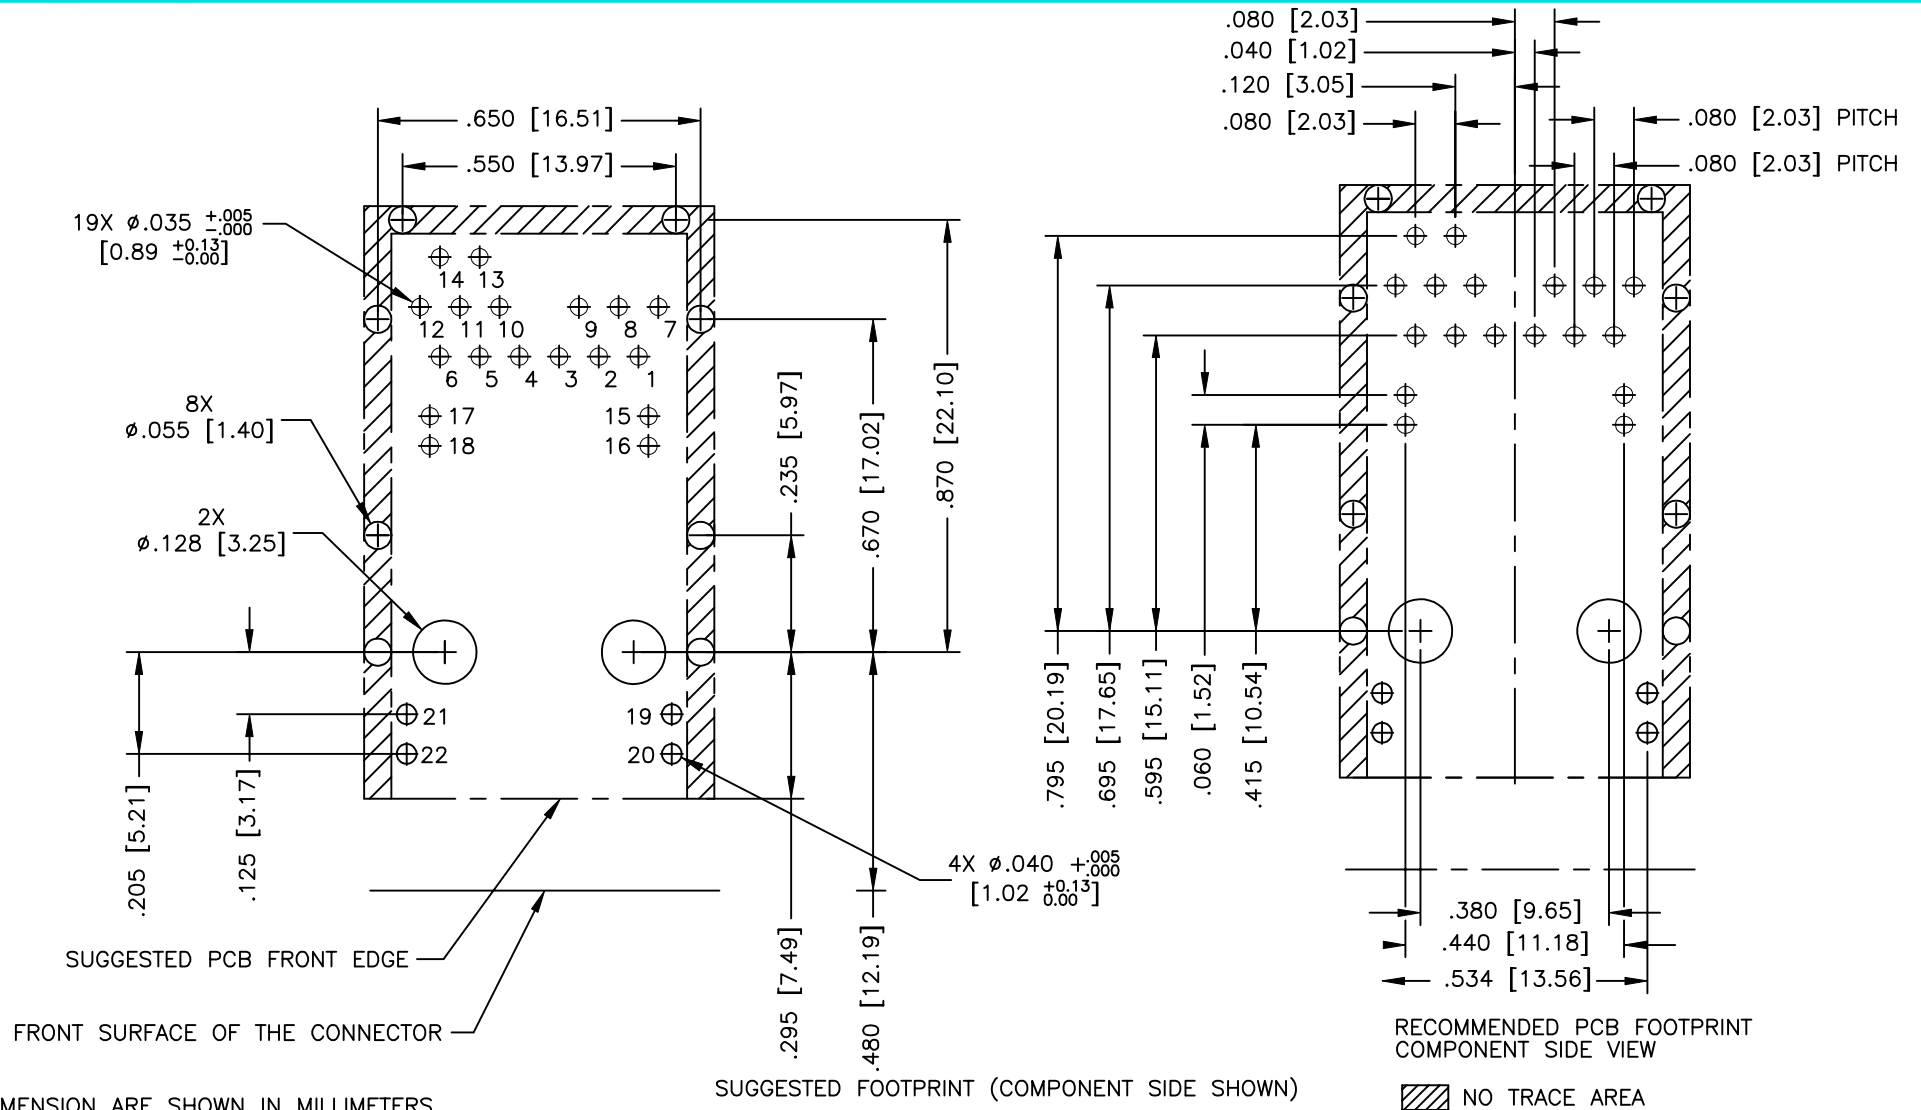 .080 [2.03]
.040 [1.02]
.120 [3.05]
.080 [2.03]
.080 [2.03] PITCH
.080 [2.03] PITCH
.650 [16.51]
.550 [13.97]
19X ⌀.035 +.005 -.000
[0.89 +0.13 -0.00]
14 13
12 11 10 9 8 7
6 5 4 3 2 1
17 15
18 16
8X
⌀.055 [1.40]
2X
⌀.128 [3.25]
21 19
22 20
.235 [5.97]
.670 [17.02]
.870 [22.10]
.205 [5.21]
.125 [3.17]
.295 [7.49]
.480 [12.19]
4X ⌀.040 +.005 .000
[1.02 +0.13 0.00]
.795 [20.19]
.695 [17.65]
.595 [15.11]
.060 [1.52]
.415 [10.54]
.380 [9.65]
.440 [11.18]
.534 [13.56]
SUGGESTED PCB FRONT EDGE
FRONT SURFACE OF THE CONNECTOR
SUGGESTED FOOTPRINT (COMPONENT SIDE SHOWN)
RECOMMENDED PCB FOOTPRINT
COMPONENT SIDE VIEW
NO TRACE AREA
ARE SHOWN IN MILLIMETERS